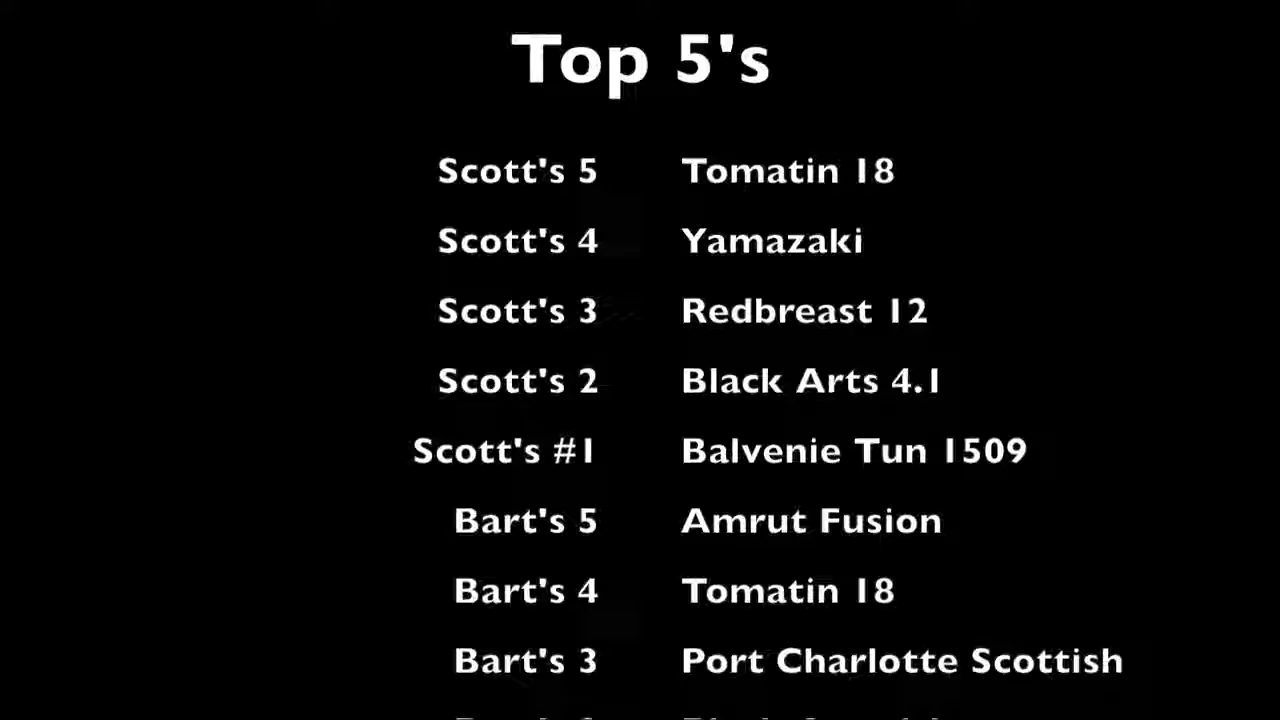 Top 5's
Scott's 5 Tomatin 18
Scott's 4 Yamazaki
Scott's 3 Redbreast 12
Scott's 2 Black Arts 4.1
Scott's #1 Balvenie Tun 1509
Bart's 5 Amrut Fusion
Bart's 4 Tomatin 18
Bart's 3 Port Charlotte Scottish